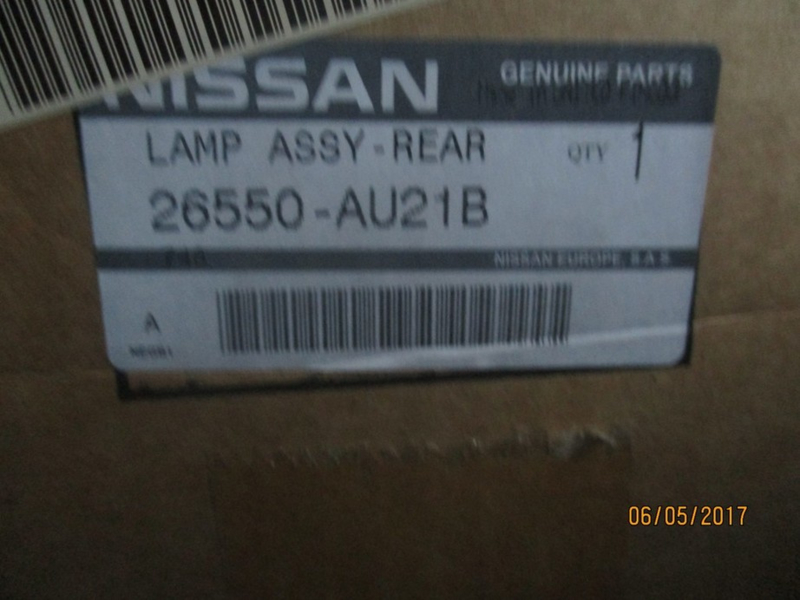 NISSAN GENUINE PARTS
LAMP ASSY-REAR QTY 1
26550-AU21B
NISSAN EUROPE, S.A.S.
A
06/05/2017